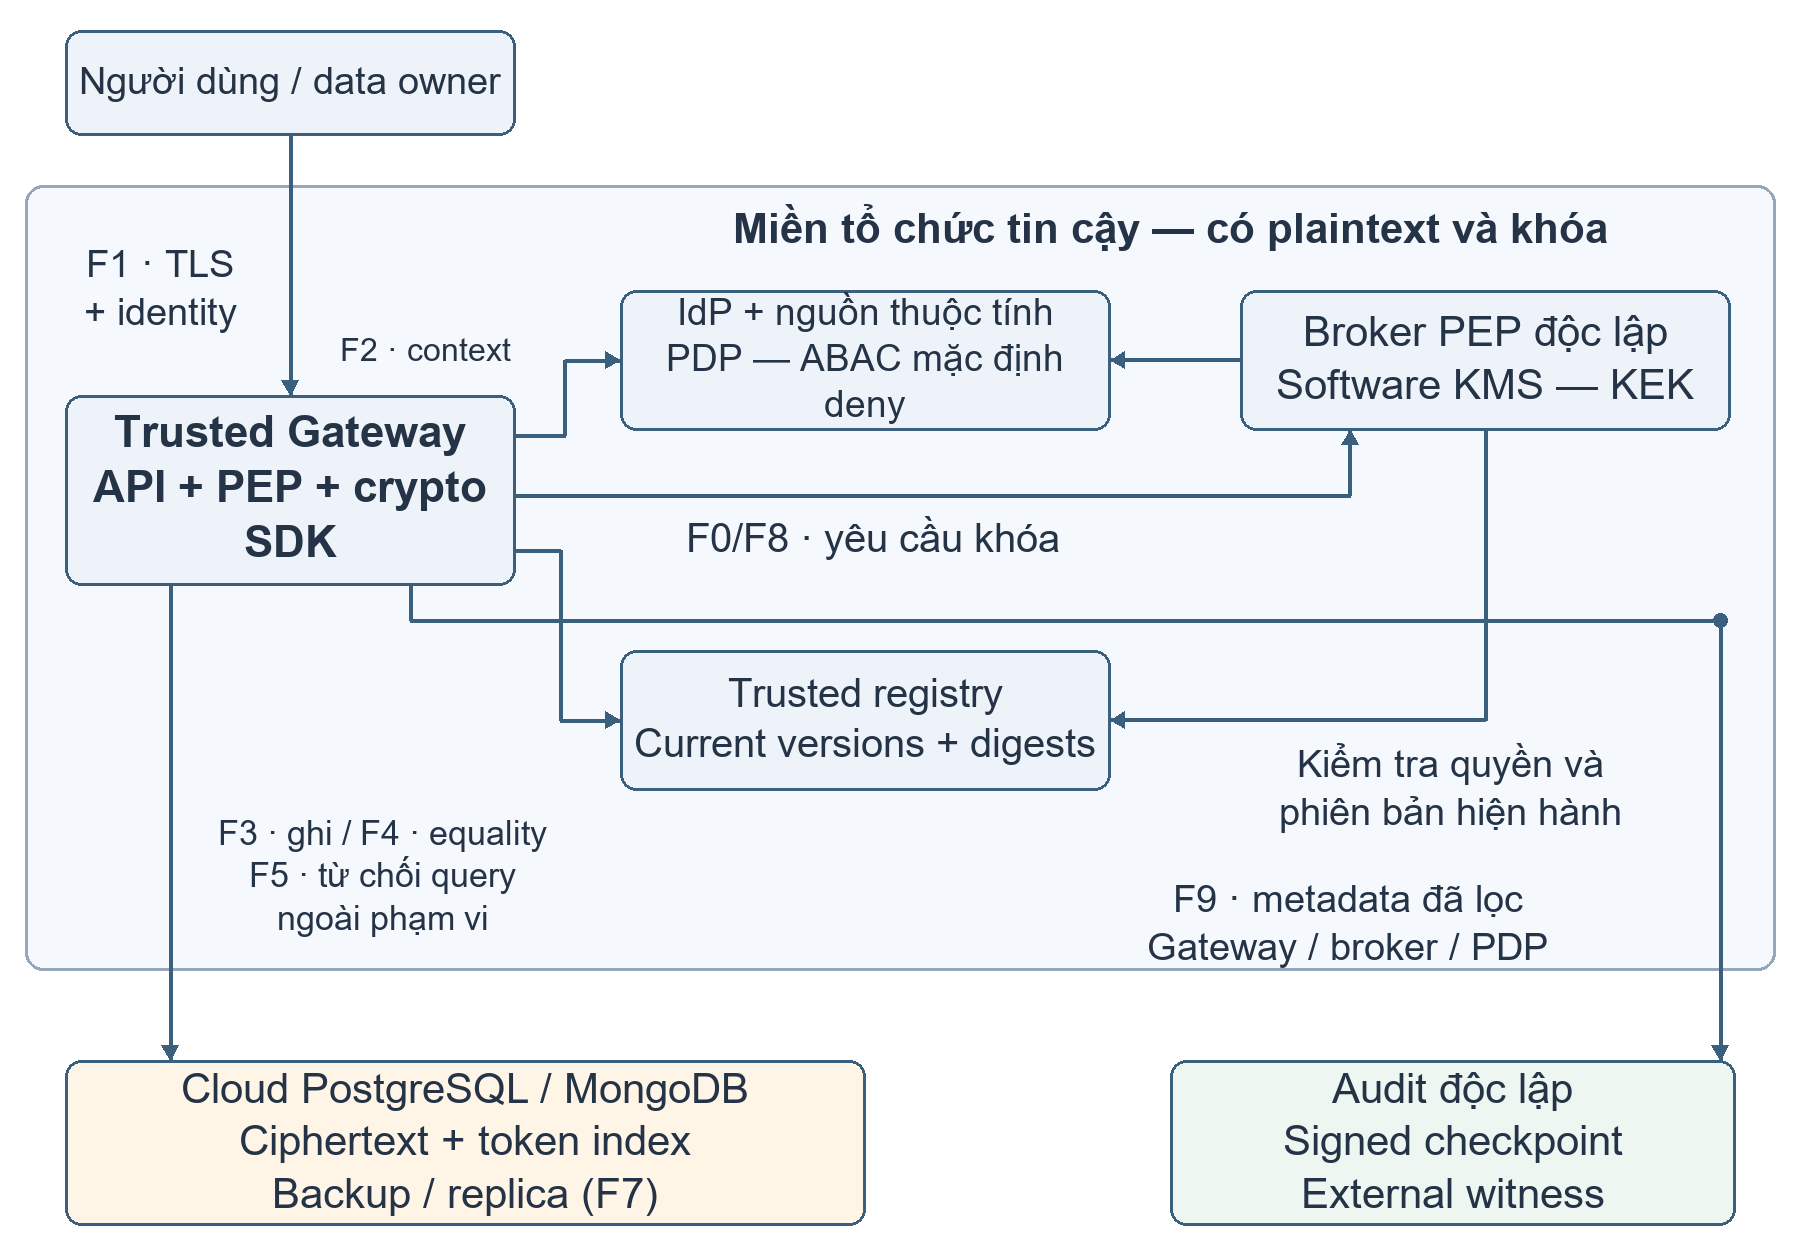 Người dùng / data owner
Miền tổ chức tin cậy — có plaintext và khóa
F1 · TLS
+ identity
F2 · context
IdP + nguồn thuộc tính
PDP — ABAC mặc định
deny
Broker PEP độc lập
Software KMS — KEK
Trusted Gateway
API + PEP + crypto
SDK
F0/F8 · yêu cầu khóa
Trusted registry
Current versions + digests
Kiểm tra quyền và
phiên bản hiện hành
F3 · ghi / F4 · equality
F5 · từ chối query
ngoài phạm vi
F9 · metadata đã lọc
Gateway / broker / PDP
Cloud PostgreSQL / MongoDB
Ciphertext + token index
Backup / replica (F7)
Audit độc lập
Signed checkpoint
External witness